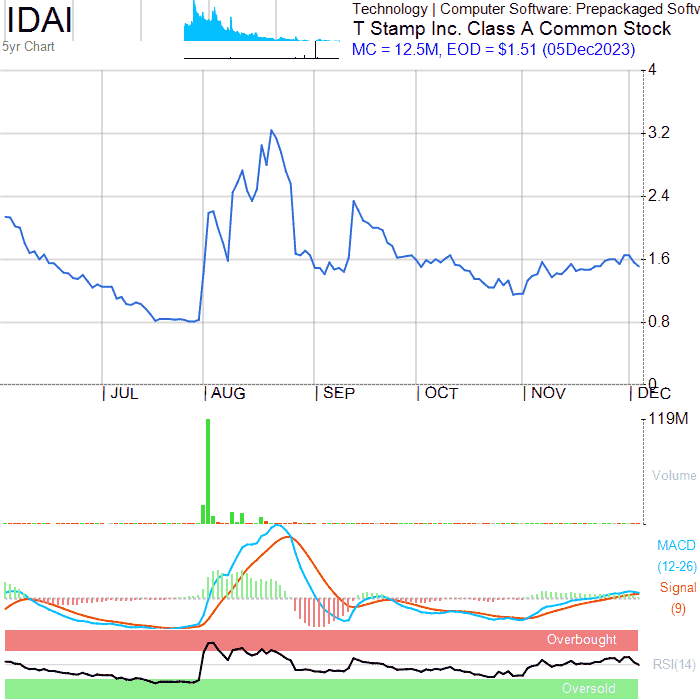 IDAI
5yr Chart
Technology | Computer Software: Prepackaged Softw
T Stamp Inc. Class A Common Stock
MC = 12.5M, EOD = $1.51 (05Dec2023)
4
3.2
2.4
1.6
0.8
0
JUL AUG SEP OCT NOV DEC
119M
Volume
MACD
(12-26)
Signal
(9)
Overbought
RSI(14)
Oversold